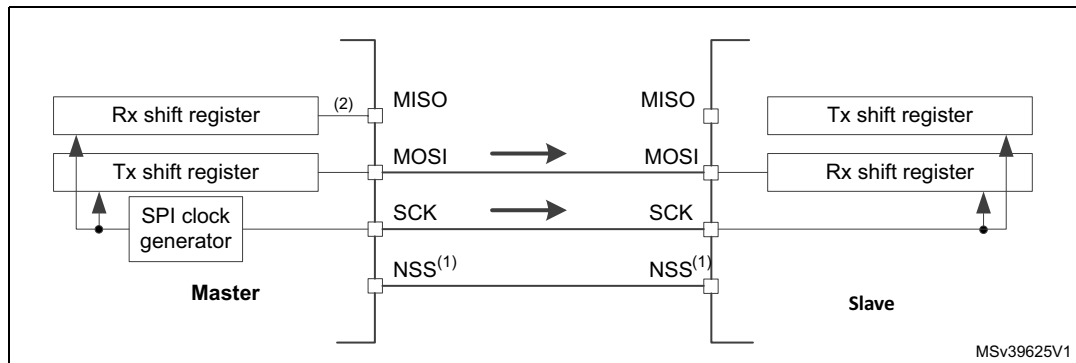 MISO MISO
Rx shift register (2) Tx shift register
MOSI MOSI
Tx shift register Rx shift register
SCK SCK
SPI clock
generator
NSS(1) NSS(1)
Master Slave
MSv39625V1